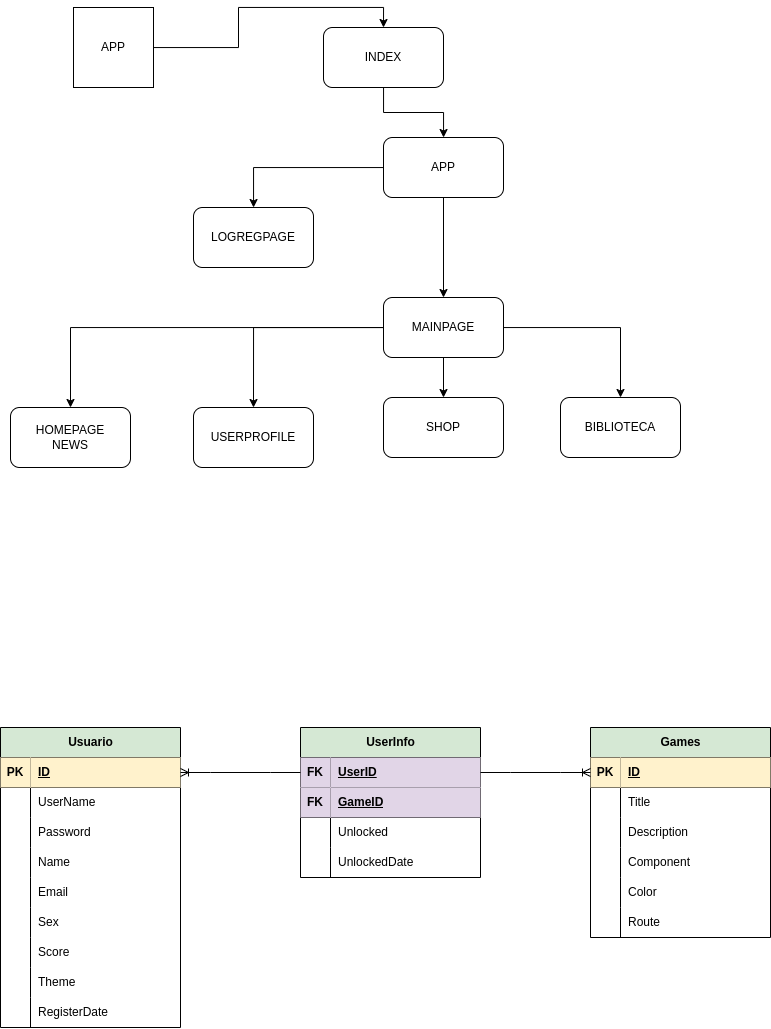 APP
INDEX
APP
LOGREGPAGE
MAINPAGE
HOMEPAGE
NEWS
USERPROFILE
SHOP
BIBLIOTECA
Usuario
PK ID
UserName
Password
Name
Email
Sex
Score
Theme
RegisterDate
UserInfo
FK UserID
FK GameID
Unlocked
UnlockedDate
Games
PK ID
Title
Description
Component
Color
Route